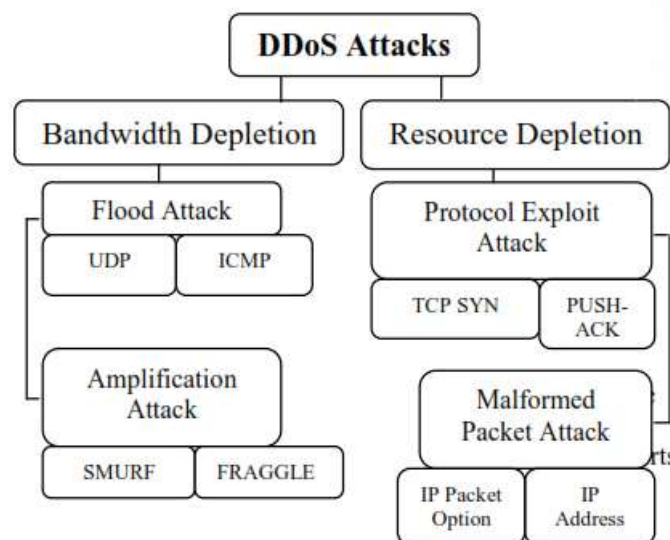 DDoS Attacks
Bandwidth Depletion
Flood Attack
UDP
ICMP
Amplification
Attack
SMURF
FRAGGLE
Resource Depletion
Protocol Exploit
Attack
TCP SYN
PUSH-
ACK
Malformed
Packet Attack
IP Packet
Option
IP
Address